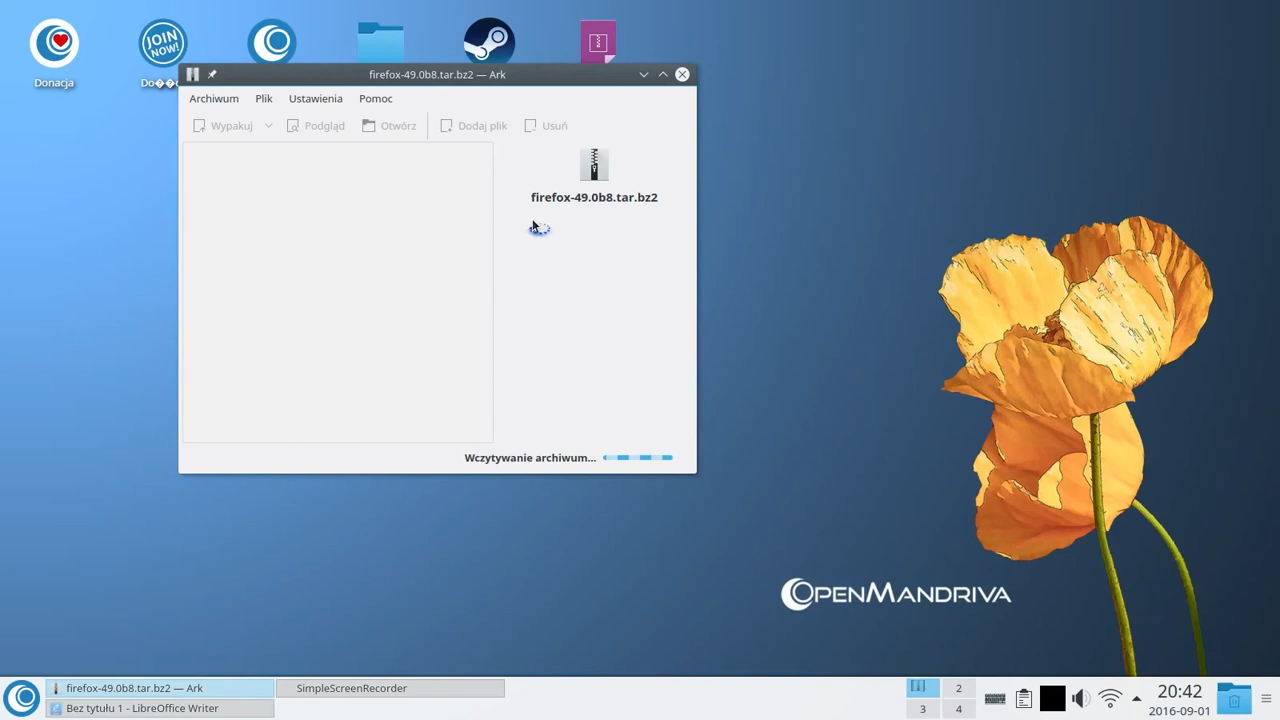 JOIN NOW!
Donacja
firefox-49.0b8.tar.bz2 — Ark
Archiwum Plik Ustawienia Pomoc
Wypakuj Podgląd Otwórz Dodaj plik Usuń
firefox-49.0b8.tar.bz2
Wczytywanie archiwum...
OPENMANDRIVA
firefox-49.0b8.tar.bz2 — Ark
SimpleScreenRecorder
Bez tytułu 1 - LibreOffice Writer
2
3 4
20:42
2016-09-01